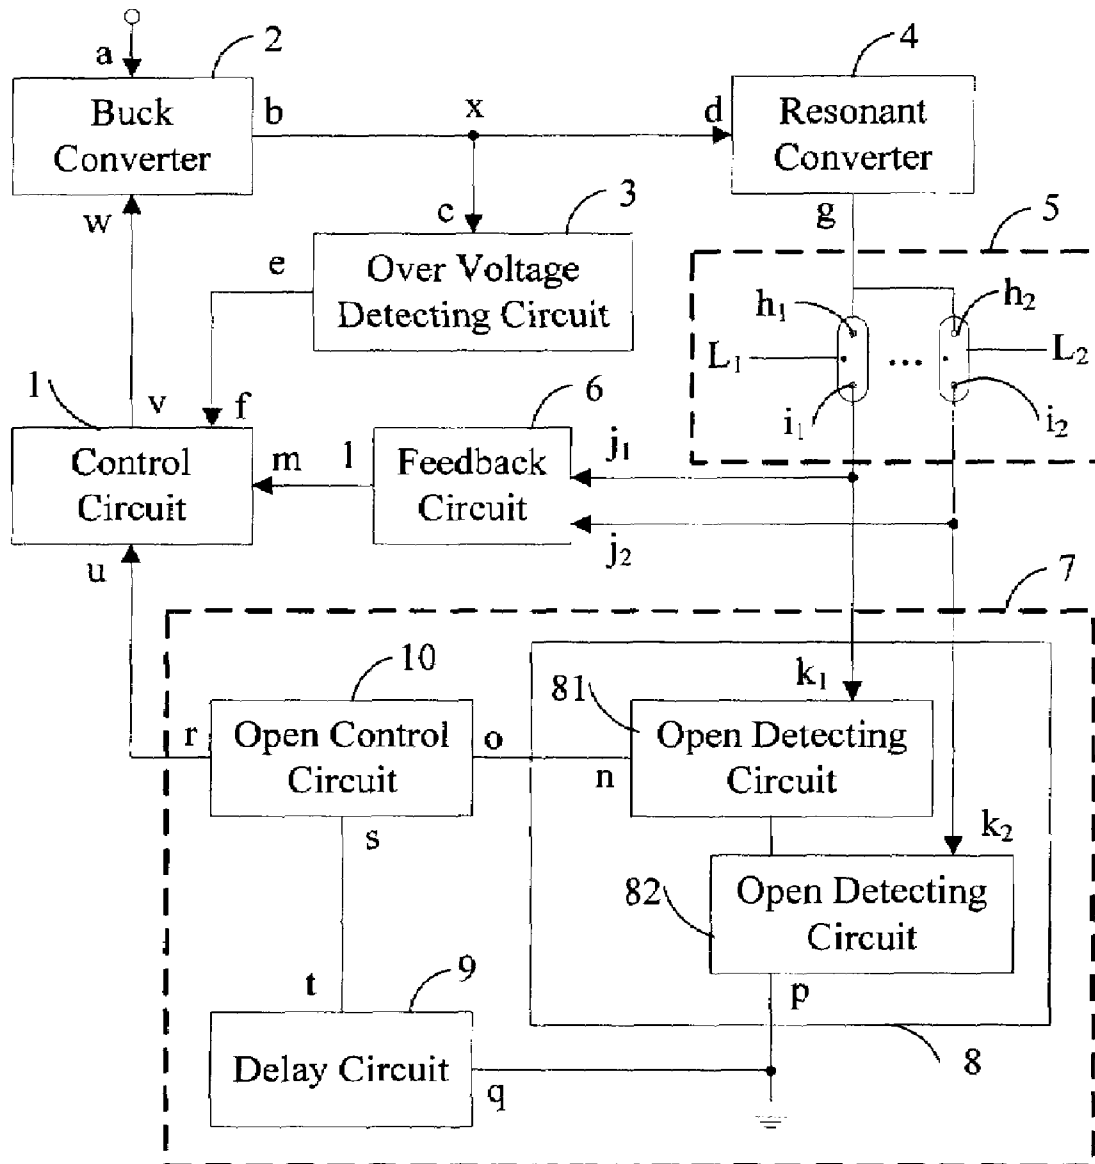 a
2
4
Buck
Converter
b
x
d
Resonant
Converter
w
c
3
g
5
e
Over Voltage
Detecting Circuit
h₁
h₂
L₁
...
L₂
1
v
f
6
i₁
i₂
Control
Circuit
m
l
Feedback
Circuit
j₁
j₂
u
7
10
81
k₁
r
Open Control
Circuit
o
n
Open Detecting
Circuit
s
k₂
82
Open Detecting
Circuit
t
9
p
Delay Circuit
q
8